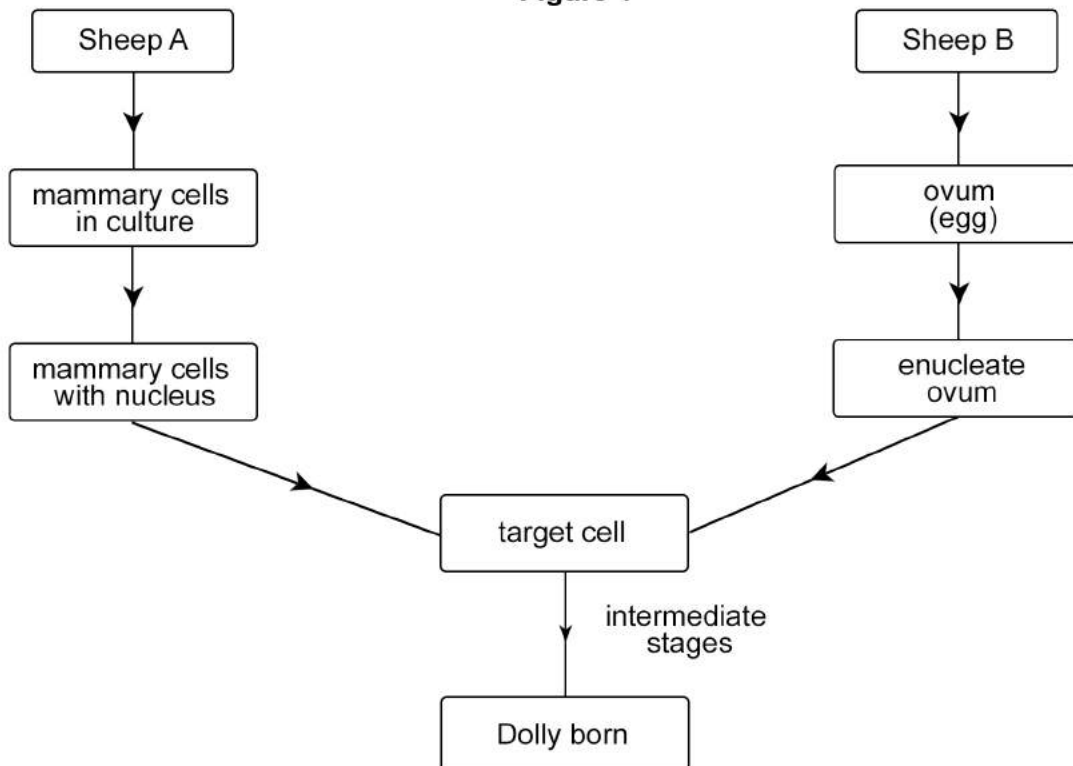 Sheep A
Sheep B
mammary cells
in culture
ovum
(egg)
mammary cells
with nucleus
enucleate
ovum
target cell
intermediate
stages
Dolly born